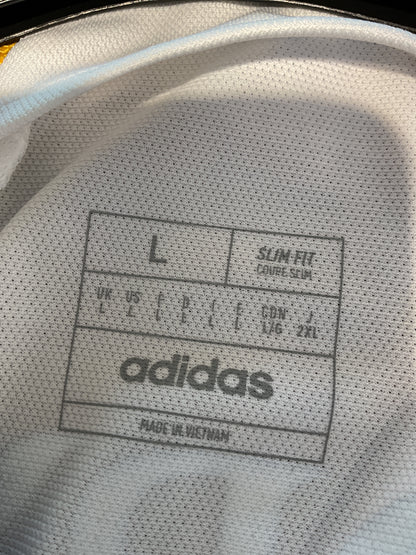 L
SLIM FIT
COUPE SLIM
UK US F D I E CDN J
L L L L L L L/G 2XL
adidas
MADE IN VIETNAM